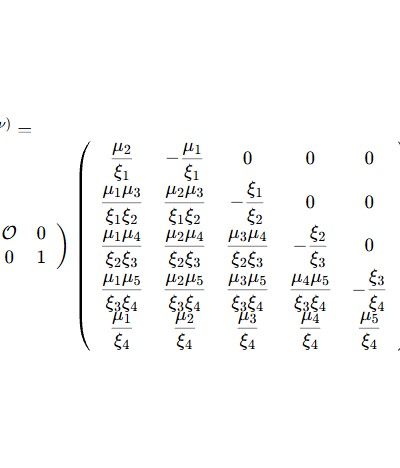 ν) =
𝒪 0
0 1
μ₂/ξ₁ −μ₁/ξ₁ 0 0 0
μ₁μ₃/ξ₁ξ₂ μ₂μ₃/ξ₁ξ₂ −ξ₁/ξ₂ 0 0
μ₁μ₄/ξ₂ξ₃ μ₂μ₄/ξ₂ξ₃ μ₃μ₄/ξ₂ξ₃ −ξ₂/ξ₃ 0
μ₁μ₅/ξ₃ξ₄ μ₂μ₅/ξ₃ξ₄ μ₃μ₅/ξ₃ξ₄ μ₄μ₅/ξ₃ξ₄ −ξ₃/ξ₄
μ₁/ξ₄ μ₂/ξ₄ μ₃/ξ₄ μ₄/ξ₄ μ₅/ξ₄